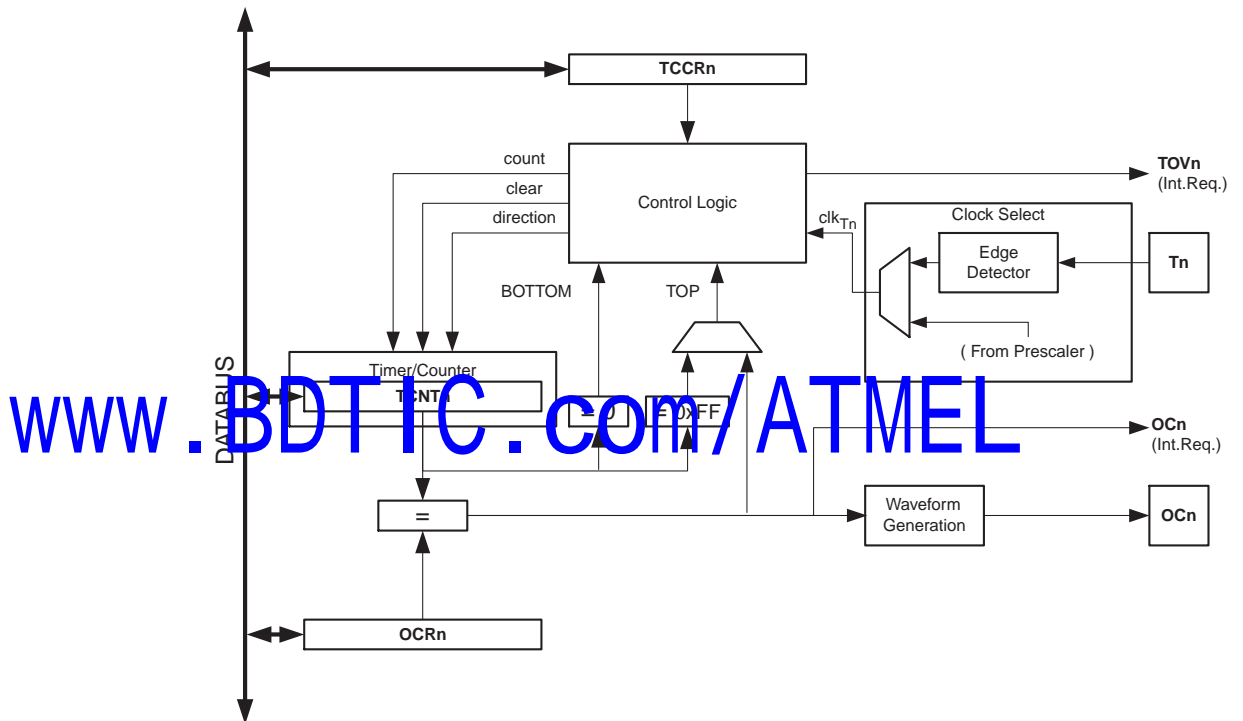 TCCRn
count
clear
direction
Control Logic
TOVn
(Int.Req.)
clkTn
Clock Select
Edge
Detector
Tn
( From Prescaler )
BOTTOM
TOP
DATABUS
Timer/Counter
TCNTn
= 0
= 0xFF
www.BDTIC.com/ATMEL
OCn
(Int.Req.)
=
Waveform
Generation
OCn
OCRn